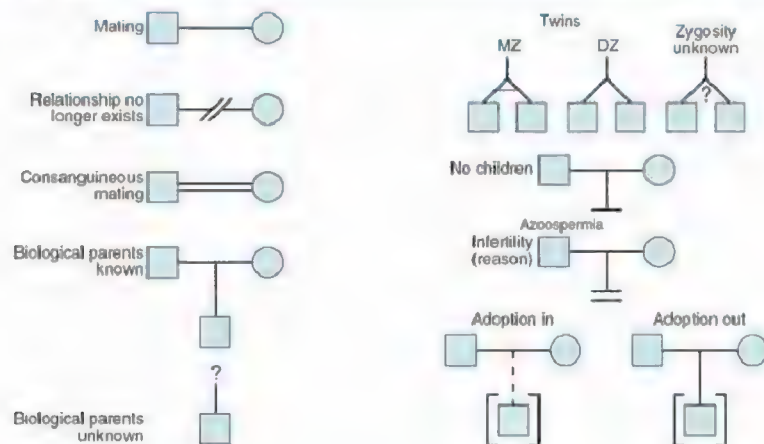 Mating
Relationship no
longer exists
Consanguineous
mating
Biological parents
known
?
Biological parents
unknown
Twins
MZ
DZ
Zygosity
unknown
?
No children
Azoospermia
Infertility
(reason)
Adoption in
Adoption out